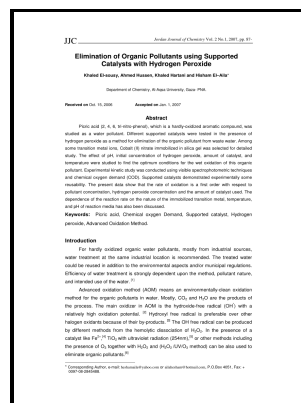 JJC
Jordan Journal of Chemistry Vol. 2 No.1, 2007, pp. 87-
Elimination of Organic Pollutants using Supported
Catalysts with Hydrogen Peroxide
Khaled El-sousy, Ahmed Hussen, Khaled Hartani and Hisham El-Aila*
Department of Chemistry, Al-Aqsa University, Gaza- PNA
Received on Oct. 15, 2006 Accepted on Jan. 1, 2007
Abstract
Picric acid (2, 4, 6, tri-nitro-phenol), which is a hardly-oxidized aromatic compound, was
studied as a water pollutant. Different supported catalysts were tested in the presence of
hydrogen peroxide as a method for elimination of the organic pollutant from waste water. Among
some transition metal ions, Cobalt (II) nitrate immobilized in silica gel was selected for detailed
study. The effect of pH, initial concentration of hydrogen peroxide, amount of catalyst, and
temperature were studied to find the optimum conditions for the wet oxidation of this organic
pollutant. Experimental kinetic study was conducted using visible spectrophotometric techniques
and chemical oxygen demand (COD). Supported catalysts demonstrated experimentally some
reusability. The present data show that the rate of oxidation is a first order with respect to
pollutant concentration, hydrogen peroxide concentration and the amount of catalyst used. The
dependence of the reaction rate on the nature of the immobilized transition metal, temperature,
and pH of reaction media has also been discussed.
Keywords: Picric acid, Chemical oxygen Demand, Supported catalyst, Hydrogen
peroxide, Advanced Oxidation Method.
Introduction
For hardly oxidized organic water pollutants, mostly from industrial sources,
water treatment at the same industrial location is recommended. The treated water
could be reused in addition to the environmental aspects and/or municipal regulations.
Efficiency of water treatment is strongly dependent upon the method, pollutant nature,
and intended use of the water. [1]
Advanced oxidation method (AOM) means an environmentally-clean oxidation
method for the organic pollutants in water. Mostly, CO₂ and H₂O are the products of
the process. The main oxidizer in AOM is the hydroxide-free radical (OH·) with a
relatively high oxidation potential. [2] Hydroxyl free radical is preferable over other
halogen oxidants because of their by-products. [3] The OH free radical can be produced
by different methods from the hemolytic dissociation of H₂O₂. In the presence of a
catalyst like Fe²⁺,[4] TiO₂ with ultraviolet radiation (254nm),[5] or other methods including
the presence of O₃ together with H₂O₂ and (H₂O₂ /UV/O₃ method) can also be used to
eliminate organic pollutants.[6]